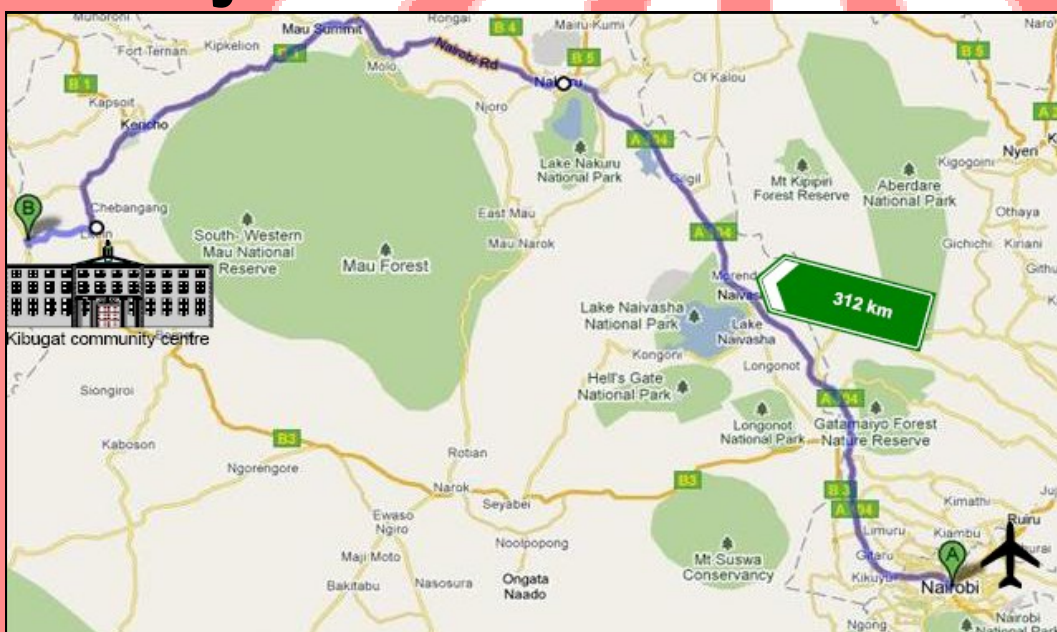 Muhoroni
Fort Ternan
Kipkelion
Mau Summit
Rongai
B 4
Mairu-Kumi
B 5
B 5
Nairobi Rd
Molo
Nakuru
Ol Kalou
B 1
Kapsoit
Kericho
Njoro
A 104
Nyeri
Kigogoini
Lake Nakuru
National Park
Gilgil
Mt Kipipiri
Forest Reserve
Aberdare
National Park
B
Chebangang
Litein
South- Western
Mau National
Reserve
Mau Forest
East Mau
Mau Narok
A 104
Othaya
Gichichi
Kiriani
Naivasha
312 km
Lake Naivasha
National Park
Lake
Naivasha
Kibugat community centre
Kongoni
Longonot
Siongiroi
Hell's Gate
National Park
A 104
Longonot
National Park
Gatamaiyo Forest
Nature Reserve
Kaboson
B3
Ngorengore
Rotian
Narok
Seyabei
B3
B 3
A 104
Kimathi
Ewaso
Ngiro
Noolpopong
Limuru
Kiambu
Ruiru
Maji Moto
Mt Suswa
Conservancy
Gitaru
A
Bakitabu
Nasosura
Ongata
Naado
Kikuyu
Nairobi
Ngong
Nairobi
National Park